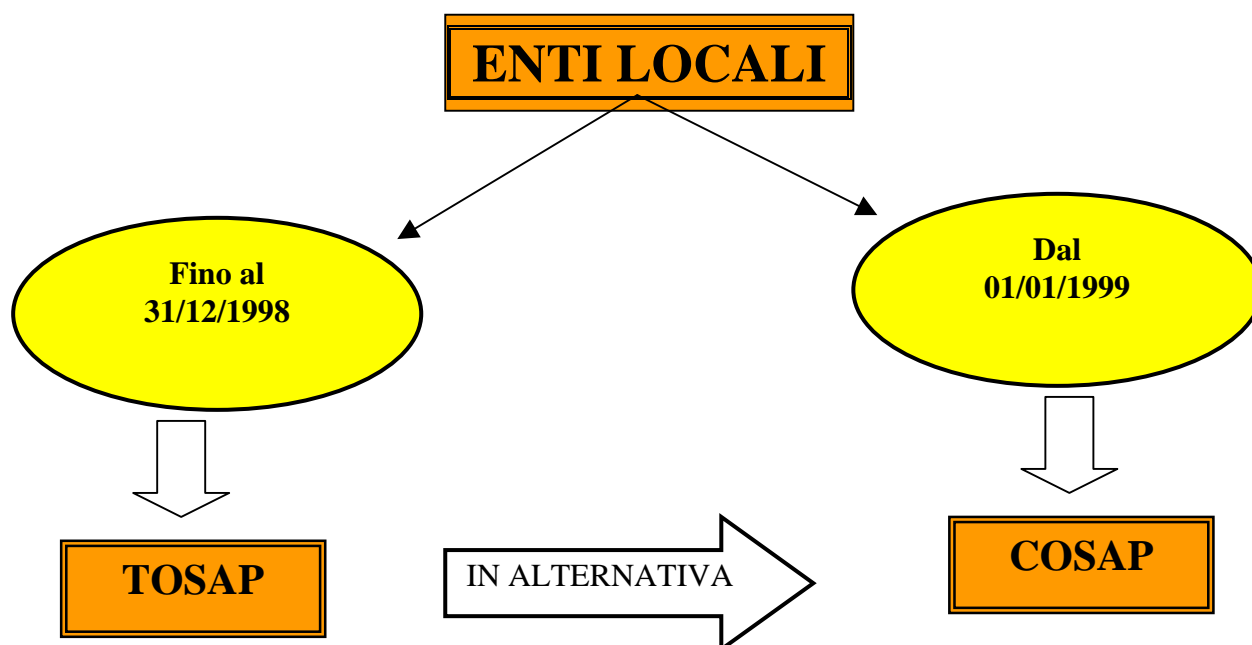 ENTI LOCALI
Fino al
31/12/1998
Dal
01/01/1999
TOSAP
IN ALTERNATIVA
COSAP